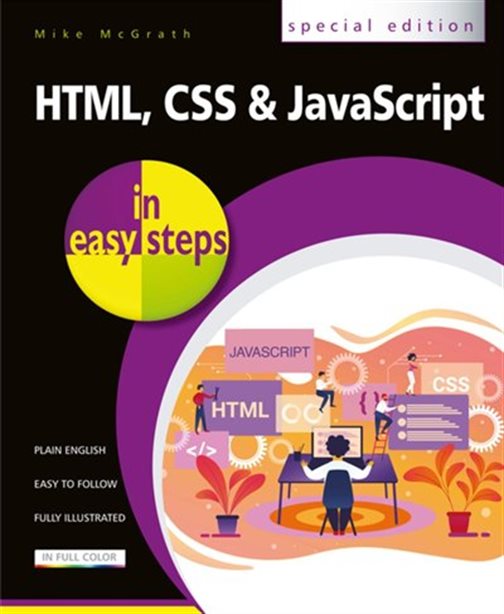 Mike McGrath
special edition
HTML, CSS & JavaScript
in
easy steps
JAVASCRIPT
CSS
HTML
{ }
</>
PLAIN ENGLISH
EASY TO FOLLOW
FULLY ILLUSTRATED
IN FULL COLOR